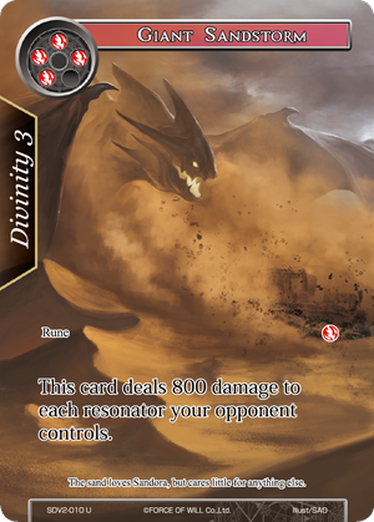 Giant Sandstorm
Divinity 3
Rune
This card deals 800 damage to
each resonator your opponent
controls.
The sand loves Sandora, but cares little for anything else.
SDV2-010 U
©FORCE OF WILL Co.,Ltd.
Illust/SAD